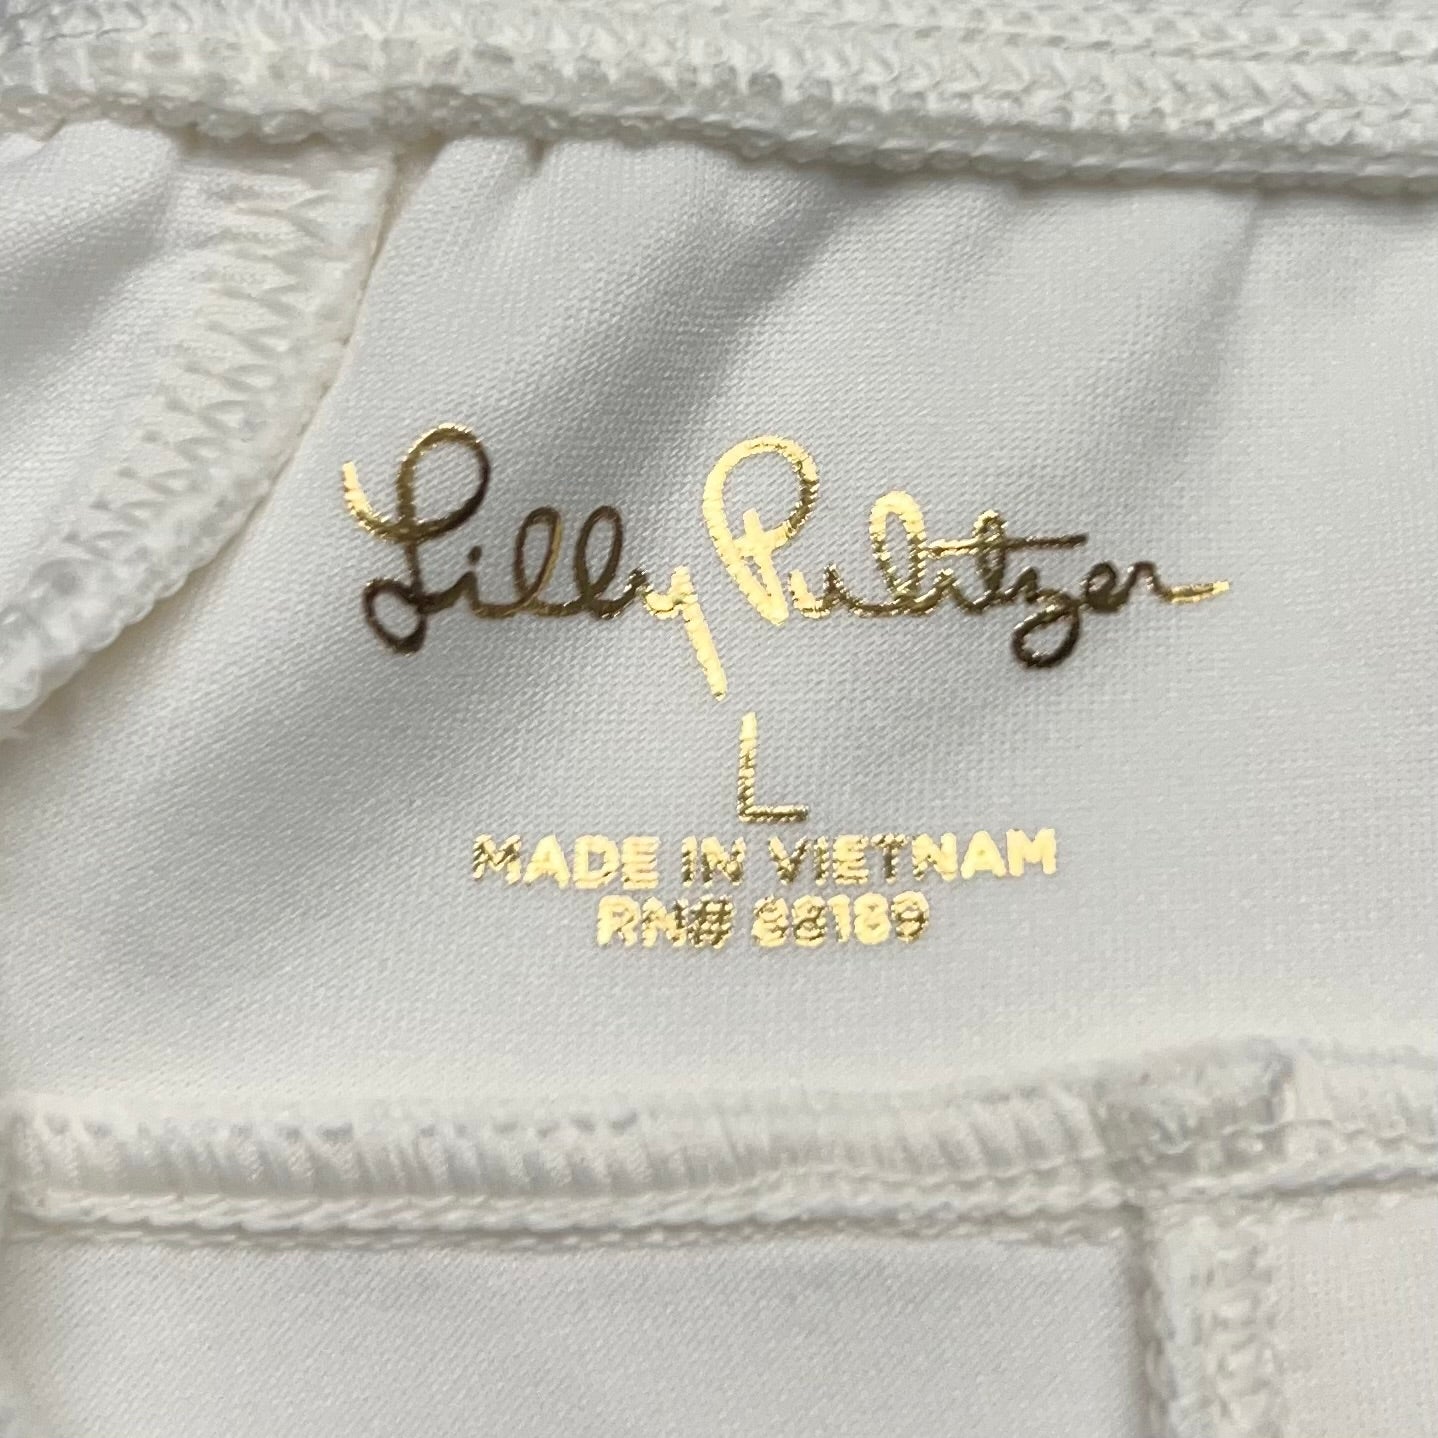 Lilly Pulitzer
L
MADE IN VIETNAM
RN# 88189